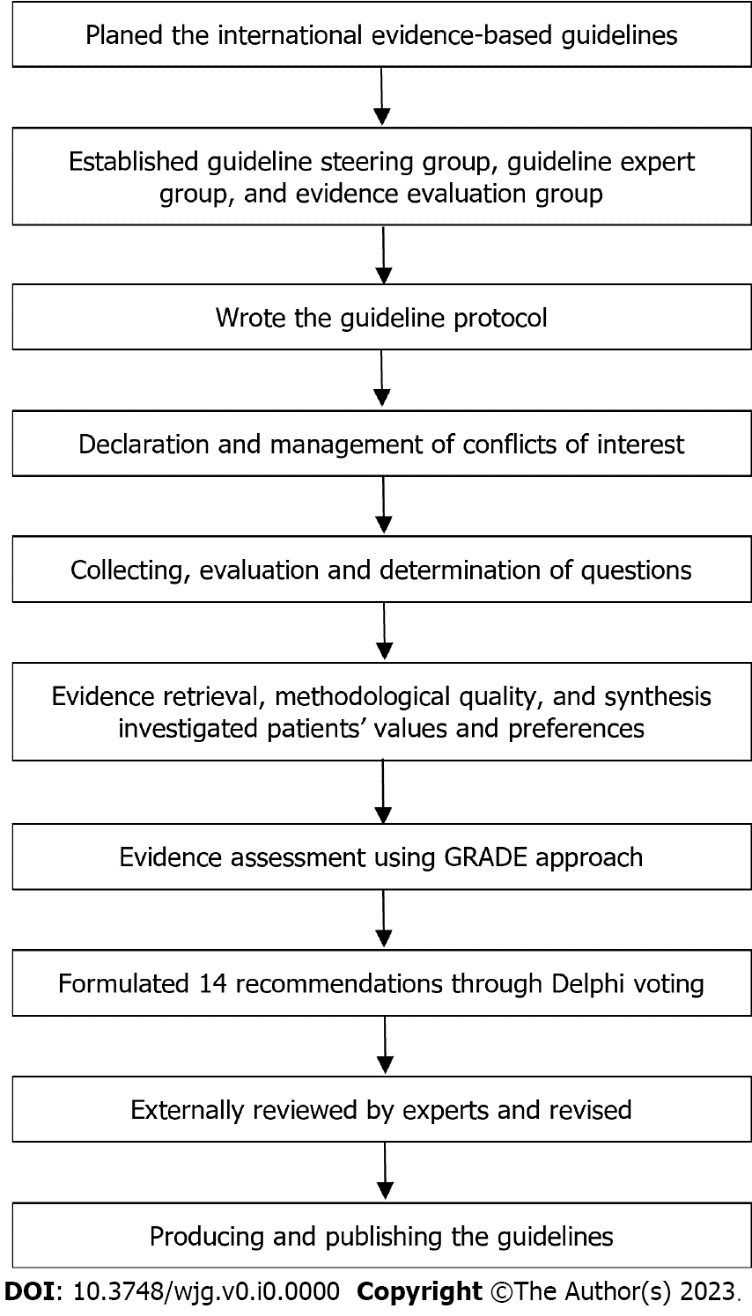 Planed the international evidence-based guidelines
Established guideline steering group, guideline expert
group, and evidence evaluation group
Wrote the guideline protocol
Declaration and management of conflicts of interest
Collecting, evaluation and determination of questions
Evidence retrieval, methodological quality, and synthesis
investigated patients’ values and preferences
Evidence assessment using GRADE approach
Formulated 14 recommendations through Delphi voting
Externally reviewed by experts and revised
Producing and publishing the guidelines
DOI: 10.3748/wjg.v0.i0.0000 Copyright ©The Author(s) 2023.